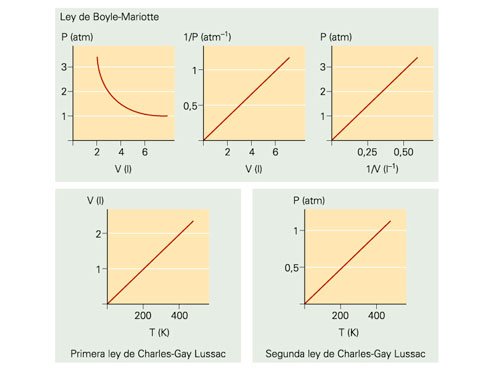 Ley de Boyle-Mariotte
P (atm)
3
2
1
2 4 6
V (l)
1/P (atm⁻¹)
1
0,5
2 4 6
V (l)
P (atm)
3
2
1
0,25 0,50
1/V (l⁻¹)
V (l)
2
1
200 400
T (K)
Primera ley de Charles-Gay Lussac
P (atm)
1
0,5
200 400
T (K)
Segunda ley de Charles-Gay Lussac